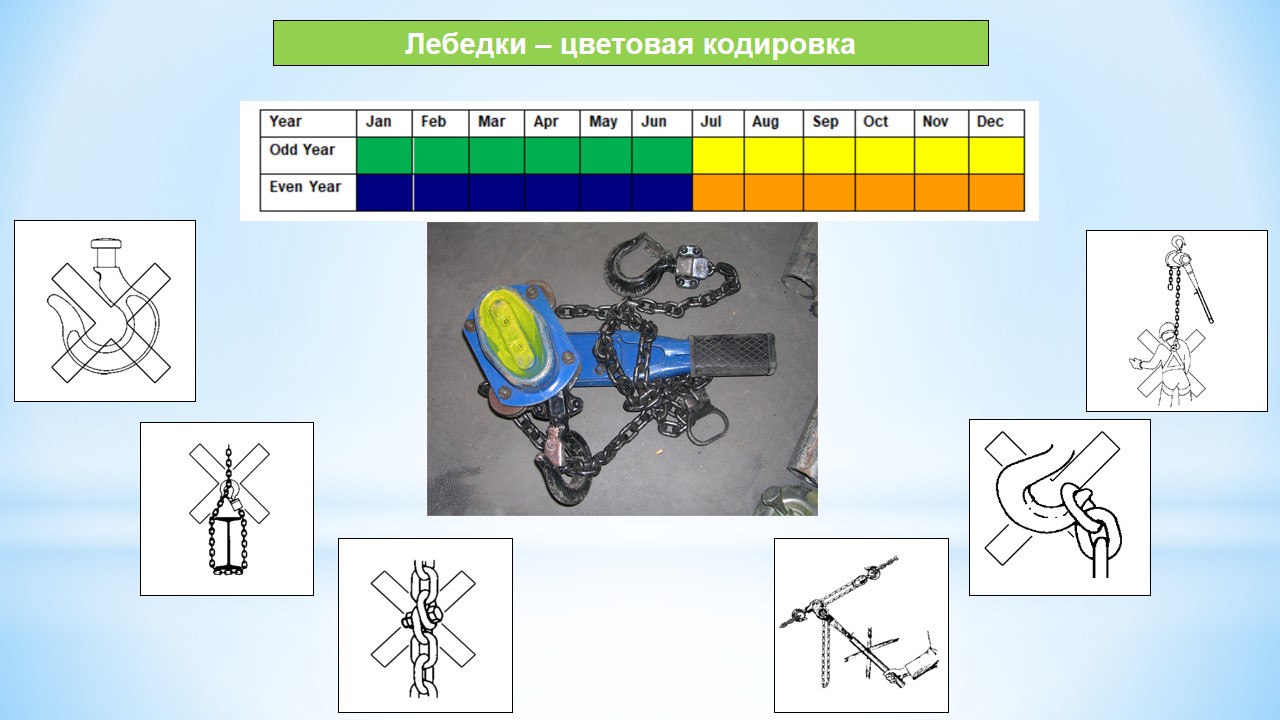 Лебедки – цветовая кодировка
Year Jan Feb Mar Apr May Jun Jul Aug Sep Oct Nov Dec
Odd Year
Even Year